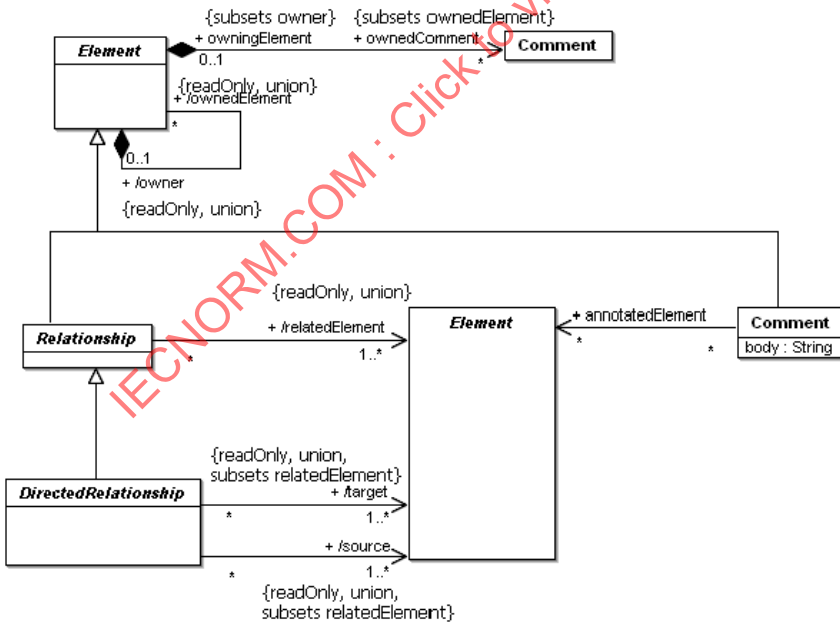 {subsets owner} {subsets ownedElement}
+ owningElement + ownedComment
Element
Comment
0..1 *
{readOnly, union}
+ /ownedElement
*
0..1
+ /owner
{readOnly, union}
{readOnly, union}
Relationship
+ /relatedElement
* 1..*
Element
+ annotatedElement
* *
Comment
body : String
{readOnly, union,
subsets relatedElement}
DirectedRelationship
+ /target
* 1..*
+ /source
* 1..*
{readOnly, union,
subsets relatedElement}
IECNORM.COM : Click to vi